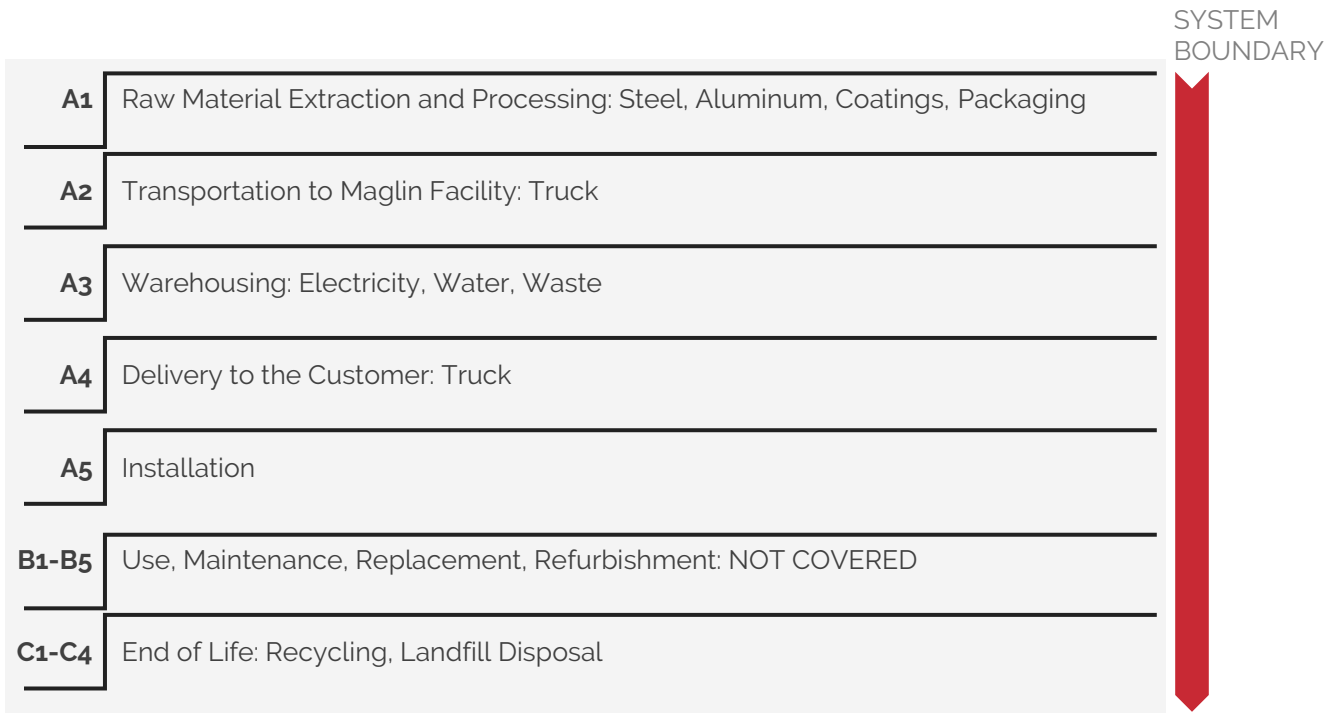 SYSTEM
BOUNDARY
A1 Raw Material Extraction and Processing: Steel, Aluminum, Coatings, Packaging
A2 Transportation to Maglin Facility: Truck
A3 Warehousing: Electricity, Water, Waste
A4 Delivery to the Customer: Truck
A5 Installation
B1-B5 Use, Maintenance, Replacement, Refurbishment: NOT COVERED
C1-C4 End of Life: Recycling, Landfill Disposal